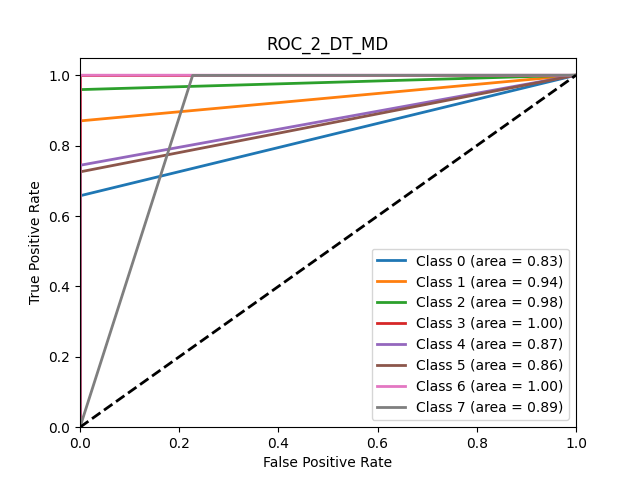 ROC_2_DT_MD
True Positive Rate
1.0
0.8
0.6
0.4
0.2
0.0
Class 0 (area = 0.83)
Class 1 (area = 0.94)
Class 2 (area = 0.98)
Class 3 (area = 1.00)
Class 4 (area = 0.87)
Class 5 (area = 0.86)
Class 6 (area = 1.00)
Class 7 (area = 0.89)
0.0 0.2 0.4 0.6 0.8 1.0
False Positive Rate